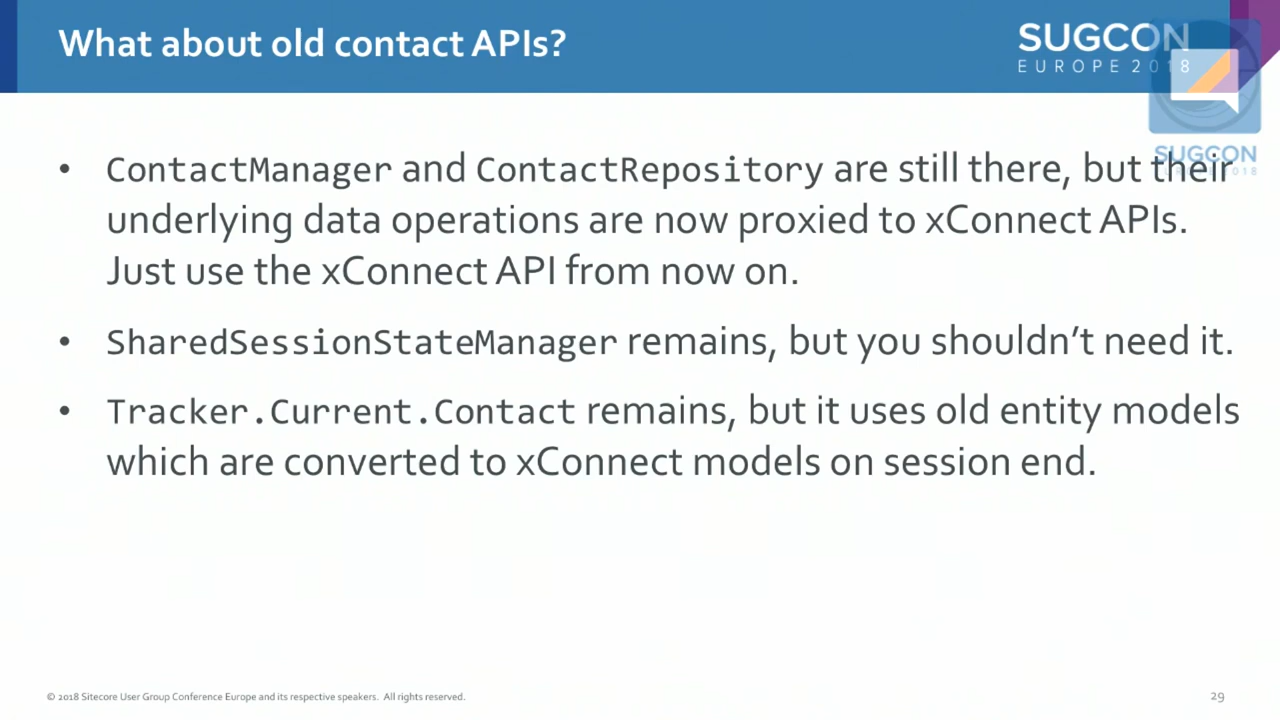 What about old contact APIs?
SUGCON
EUROPE 2018
SUGCON
EUROPE 2018
• ContactManager and ContactRepository are still there, but their
underlying data operations are now proxied to xConnect APIs.
Just use the xConnect API from now on.
• SharedSessionStateManager remains, but you shouldn’t need it.
• Tracker.Current.Contact remains, but it uses old entity models
which are converted to xConnect models on session end.
© 2018 Sitecore User Group Conference Europe and its respective speakers. All rights reserved.
29